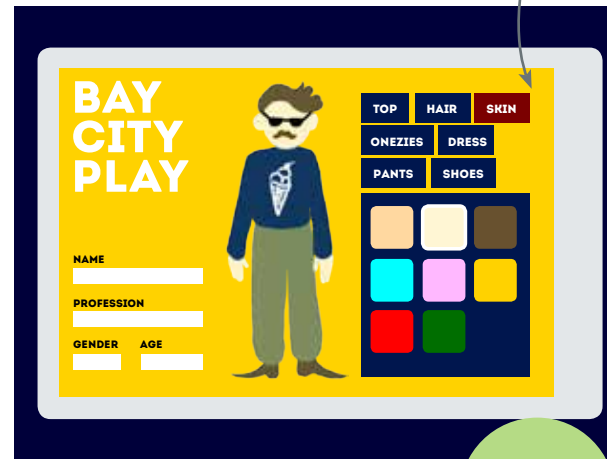 BAY
CITY
PLAY
NAME
PROFESSION
GENDER AGE
TOP HAIR SKIN
ONEZIES DRESS
PANTS SHOES